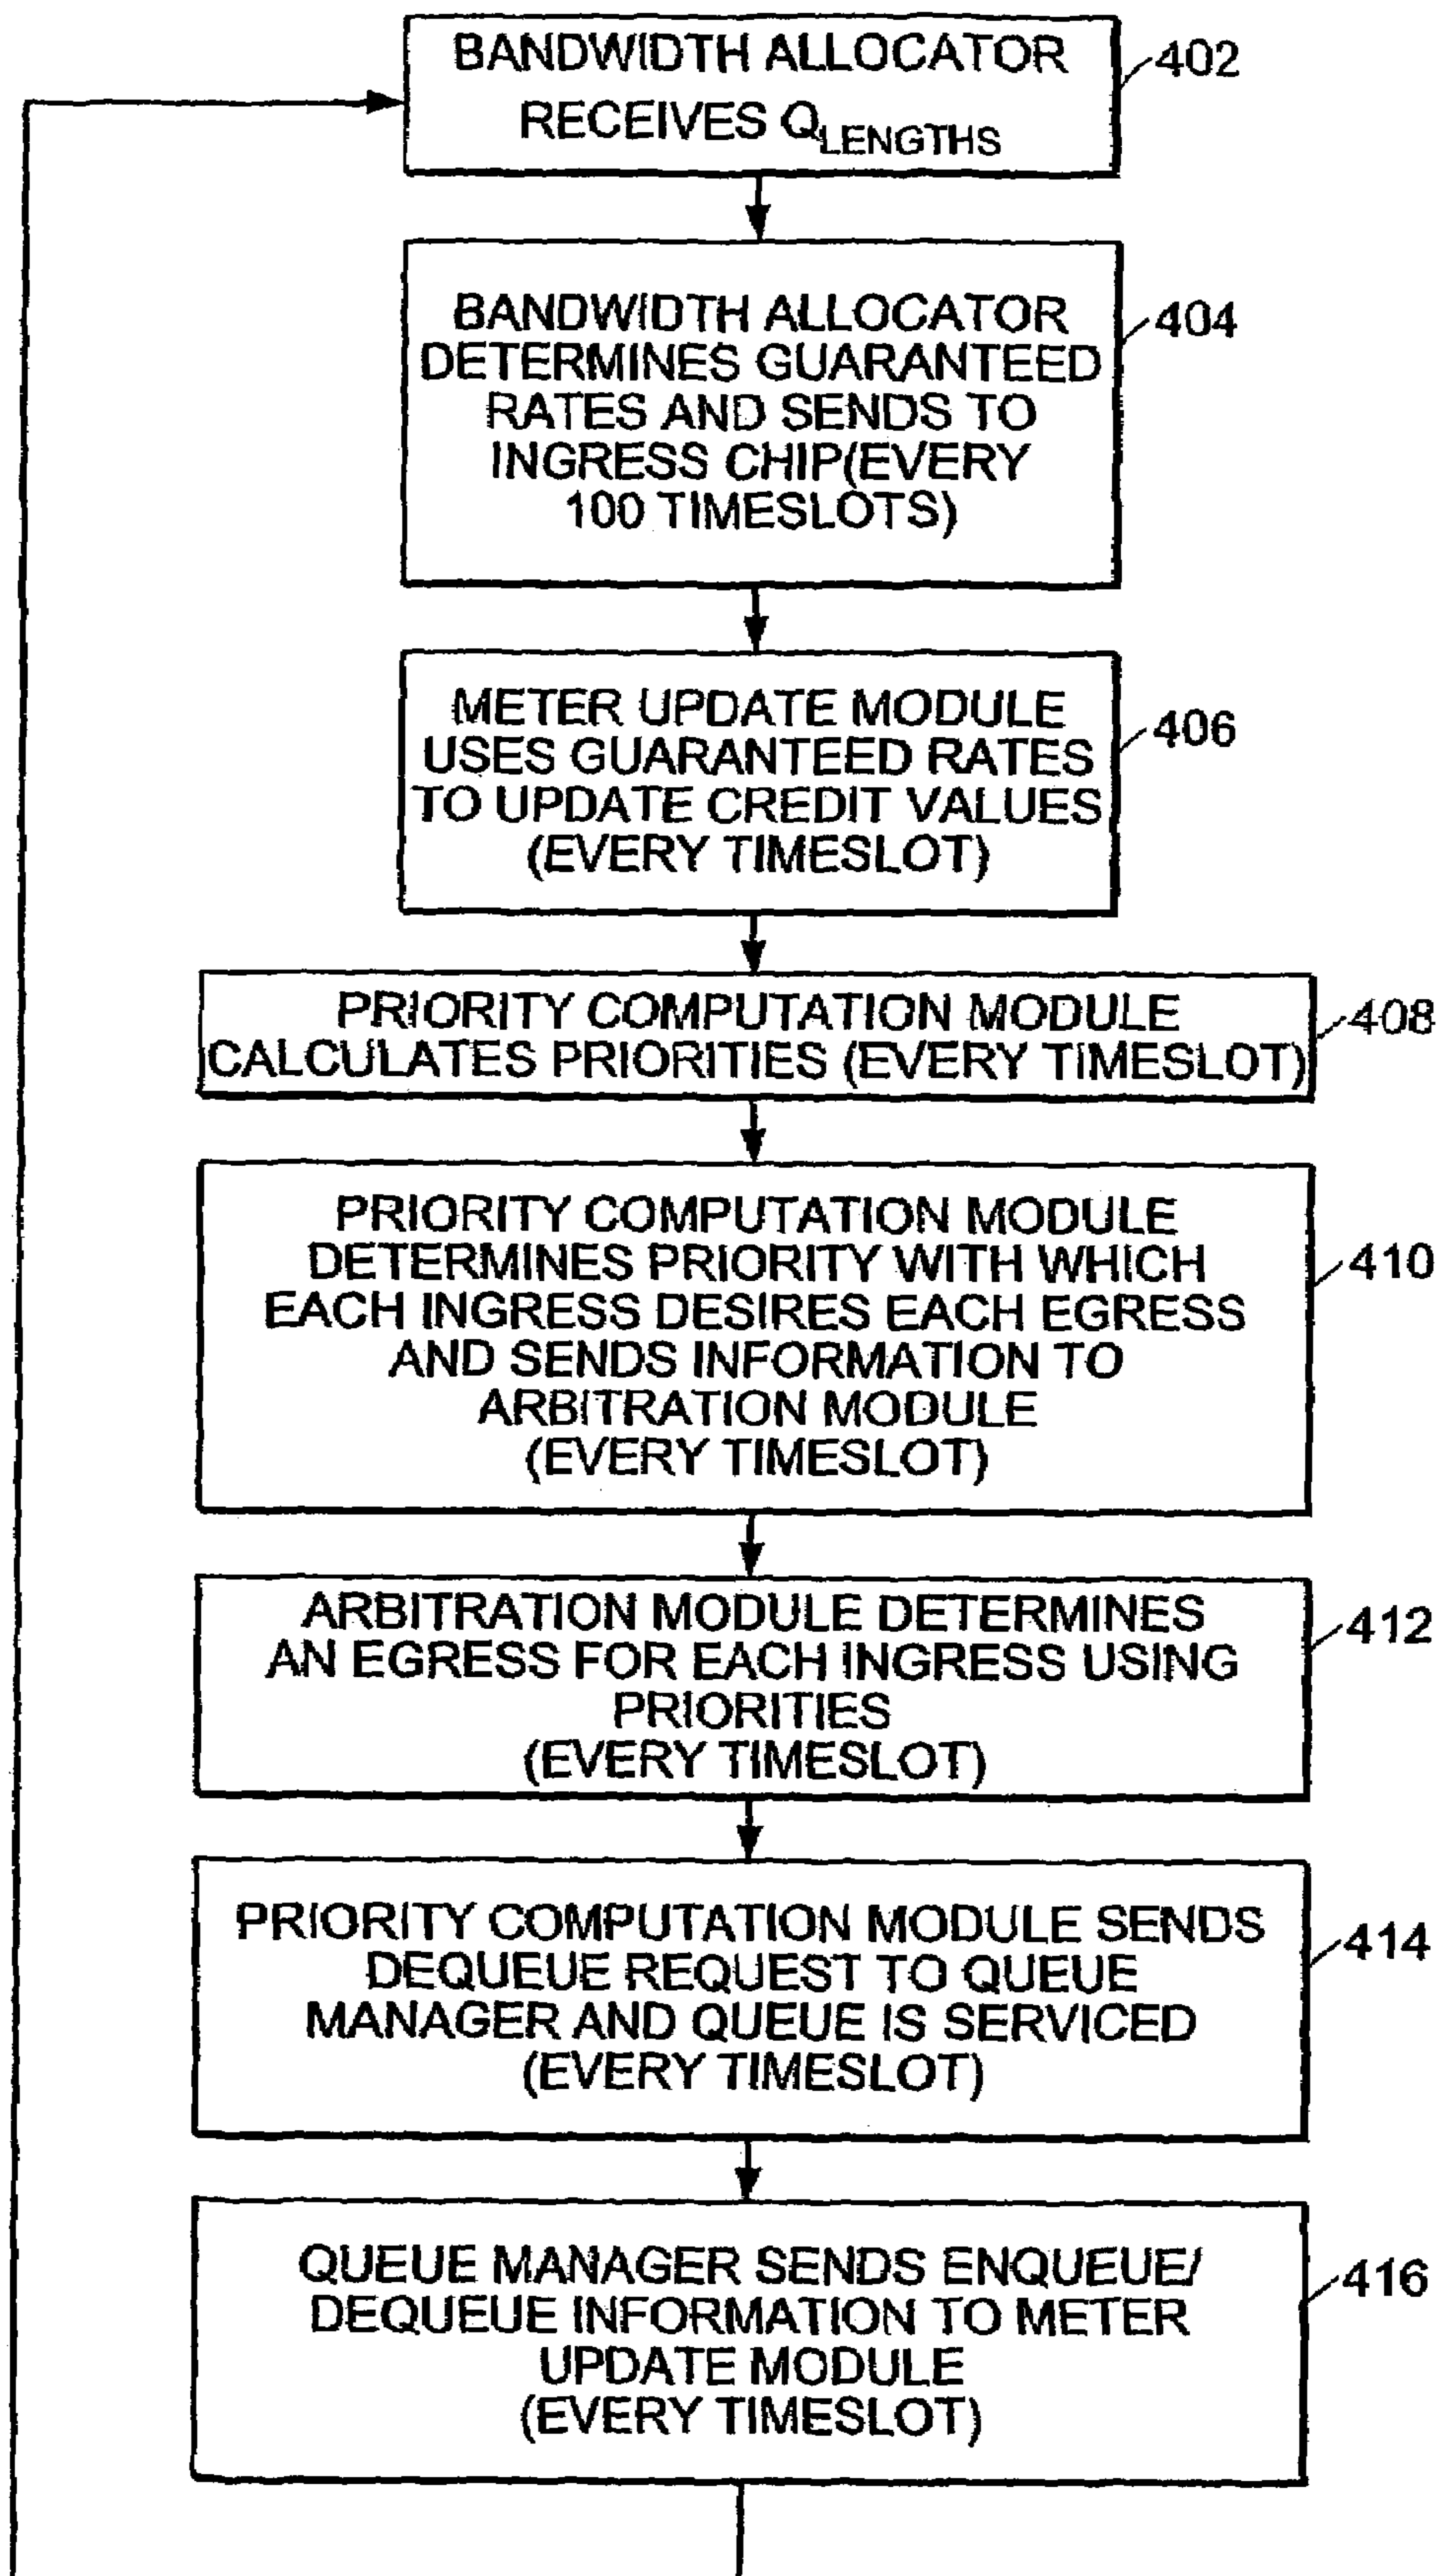 BANDWIDTH ALLOCATOR
RECEIVES QLENGTHS
402
BANDWIDTH ALLOCATOR
DETERMINES GUARANTEED
RATES AND SENDS TO
INGRESS CHIP(EVERY
100 TIMESLOTS)
404
METER UPDATE MODULE
USES GUARANTEED RATES
TO UPDATE CREDIT VALUES
(EVERY TIMESLOT)
406
PRIORITY COMPUTATION MODULE
CALCULATES PRIORITIES (EVERY TIMESLOT)
408
PRIORITY COMPUTATION MODULE
DETERMINES PRIORITY WITH WHICH
EACH INGRESS DESIRES EACH EGRESS
AND SENDS INFORMATION TO
ARBITRATION MODULE
(EVERY TIMESLOT)
410
ARBITRATION MODULE DETERMINES
AN EGRESS FOR EACH INGRESS USING
PRIORITIES
(EVERY TIMESLOT)
412
PRIORITY COMPUTATION MODULE SENDS
DEQUEUE REQUEST TO QUEUE
MANAGER AND QUEUE IS SERVICED
(EVERY TIMESLOT)
414
QUEUE MANAGER SENDS ENQUEUE/
DEQUEUE INFORMATION TO METER
UPDATE MODULE
(EVERY TIMESLOT)
416